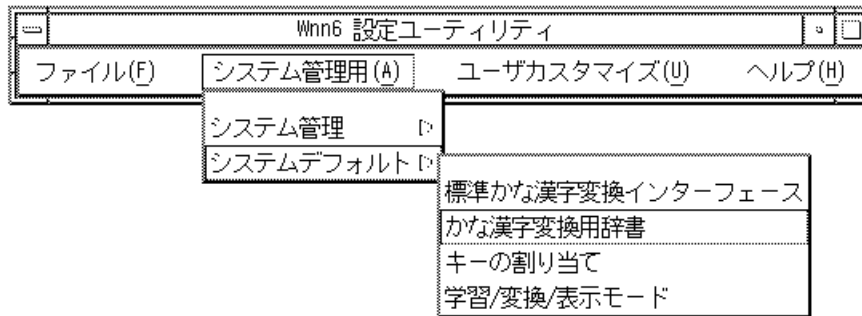 Wnn6 設定ユーティリティ
ファイル(F) システム管理用(A) ユーザカスタマイズ(U) ヘルプ(H)
システム管理
システムデフォルト
標準かな漢字変換インターフェース
かな漢字変換用辞書
キーの割り当て
学習/変換/表示モード